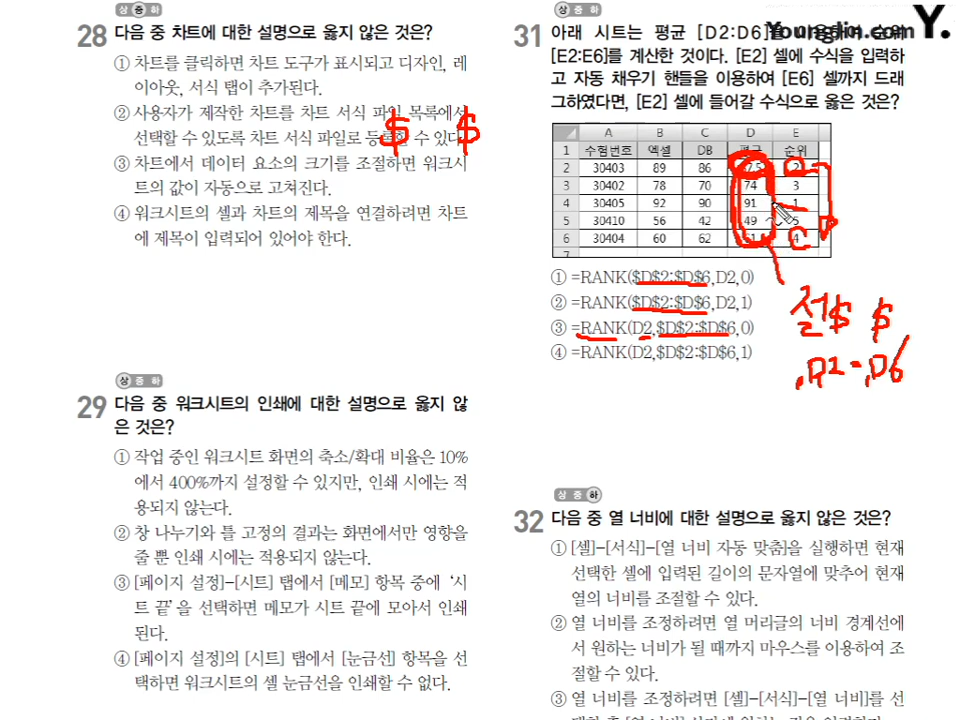 상 중 하
28 다음 중 차트에 대한 설명으로 옳지 않은 것은?
① 차트를 클릭하면 차트 도구가 표시되고 디자인, 레
이아웃, 서식 탭이 추가된다.
② 사용자가 제작한 차트를 차트 서식 파일 목록에서
선택할 수 있도록 차트 서식 파일로 등록할 수 있다.
$ $
③ 차트에서 데이터 요소의 크기를 조절하면 워크시
트의 값이 자동으로 고쳐진다.
④ 워크시트의 셀과 차트의 제목을 연결하려면 차트
에 제목이 입력되어 있어야 한다.
상 중 하
29 다음 중 워크시트의 인쇄에 대한 설명으로 옳지 않
은 것은?
① 작업 중인 워크시트 화면의 축소/확대 비율은 10%
에서 400%까지 설정할 수 있지만, 인쇄 시에는 적
용되지 않는다.
② 창 나누기와 틀 고정의 결과는 화면에서만 영향을
줄 뿐 인쇄 시에는 적용되지 않는다.
③ [페이지 설정]-[시트] 탭에서 [메모] 항목 중에 ‘시
트 끝’을 선택하면 메모가 시트 끝에 모아서 인쇄
된다.
④ [페이지 설정]의 [시트] 탭에서 [눈금선] 항목을 선
택하면 워크시트의 셀 눈금선을 인쇄할 수 없다.
상 중 하
Younglin.com Y.
31 아래 시트는 평균 [D2:D6]를 이용하여 순위
[E2:E6]를 계산한 것이다. [E2] 셀에 수식을 입력하
고 자동 채우기 핸들을 이용하여 [E6] 셀까지 드래
그하였다면, [E2] 셀에 들어갈 수식으로 옳은 것은?
A B C D E
1 수험번호 엑셀 DB 평균 순위
2 30403 89 86 87.5 2
3 30402 78 70 74 3
4 30405 92 90 91 1
5 30410 56 42 49 5
6 30404 60 62 61 4
7
① =RANK($D$2:$D$6,D2,0)
② =RANK($D$2:$D$6,D2,1)
③ =RANK(D2,$D$2:$D$6,0)
④ =RANK(D2,$D$2:$D$6,1)
절$ $
D2 - D6
상 중 하
32 다음 중 열 너비에 대한 설명으로 옳지 않은 것은?
① [셀]-[서식]-[열 너비 자동 맞춤]을 실행하면 현재
선택한 셀에 입력된 길이의 문자열에 맞추어 현재
열의 너비를 조절할 수 있다.
② 열 너비를 조정하려면 열 머리글의 너비 경계선에
서 원하는 너비가 될 때까지 마우스를 이용하여 조
절할 수 있다.
③ 열 너비를 조정하려면 [셀]-[서식]-[열 너비]를 선